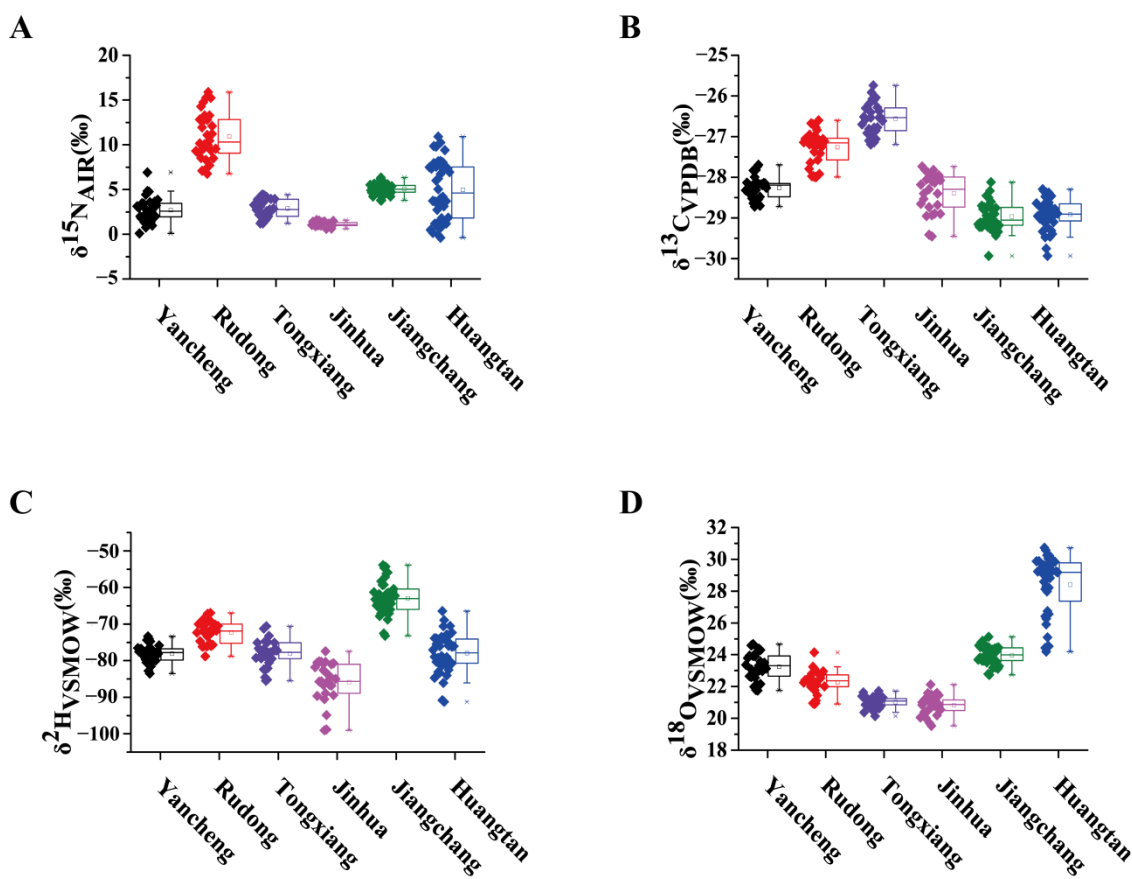 A
δ15NAIR(‰)
20
15
10
5
0
−5
Yancheng
Rudong
Tongxiang
Jinhua
Jiangchang
Huangtan
B
δ13CVPDB(‰)
−25
−26
−27
−28
−29
−30
Yancheng
Rudong
Tongxiang
Jinhua
Jiangchang
Huangtan
C
δ2HVSMOW(‰)
−50
−60
−70
−80
−90
−100
Yancheng
Rudong
Tongxiang
Jinhua
Jiangchang
Huangtan
D
δ18OVSMOW(‰)
32
30
28
26
24
22
20
18
Yancheng
Rudong
Tongxiang
Jinhua
Jiangchang
Huangtan